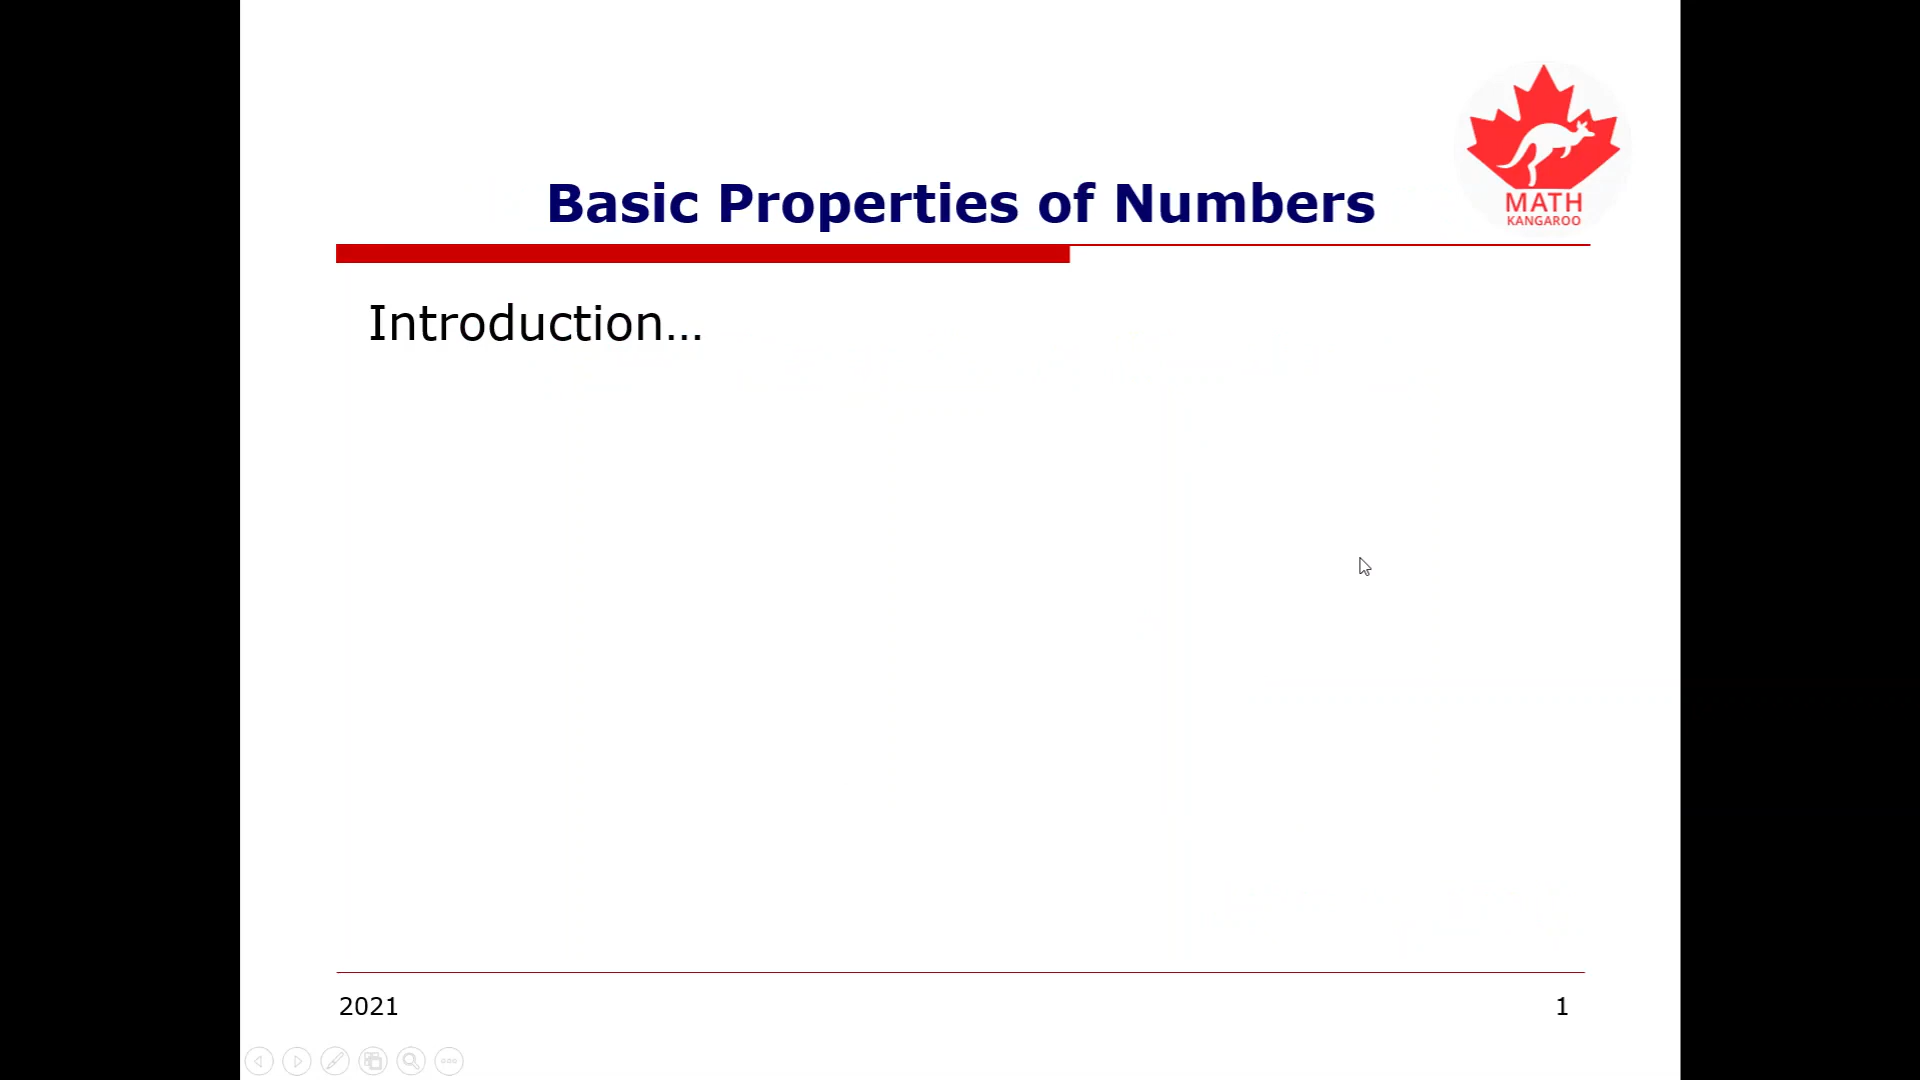 MATH
KANGAROO
Basic Properties of Numbers
Introduction…
2021
1